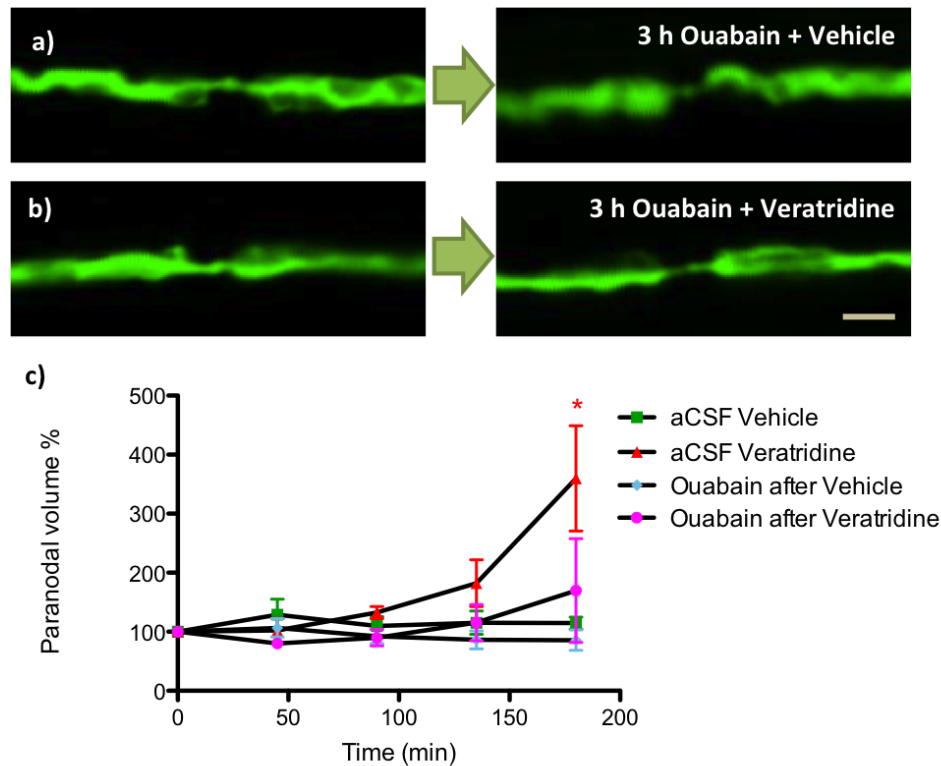 a)
3 h Ouabain + Vehicle
b)
3 h Ouabain + Veratridine
c)
500
400
300
200
100
0
Paranodal volume %
0 50 100 150 200
Time (min)
*
aCSF Vehicle
aCSF Veratridine
Ouabain after Vehicle
Ouabain after Veratridine